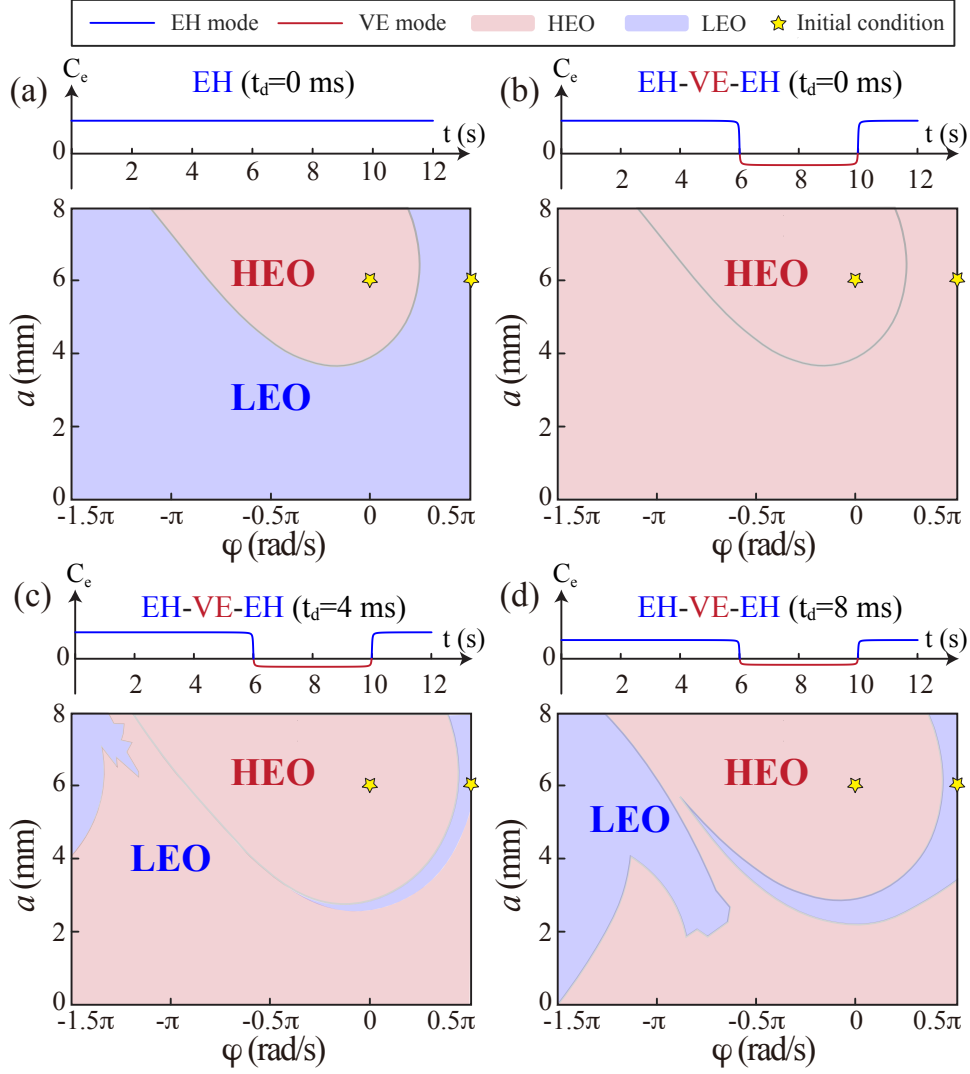 EH mode VE mode HEO LEO Initial condition
(a) C_e EH (t_d=0 ms)
t (s)
0
2 4 6 8 10 12
8
6
4
2
0
HEO
LEO
a (mm)
-1.5π -π -0.5π 0 0.5π
φ (rad/s)
(b) EH-VE-EH (t_d=0 ms)
t (s)
0
2 4 6 8 10 12
8
6
4
2
0
HEO
a (mm)
-1.5π -π -0.5π 0 0.5π
φ (rad/s)
(c) C_e
EH-VE-EH (t_d=4 ms)
t (s)
0
2 4 6 8 10 12
8
6
4
2
0
HEO
LEO
a (mm)
-1.5π -π -0.5π 0 0.5π
φ (rad/s)
(d) C_e
EH-VE-EH (t_d=8 ms)
t (s)
0
2 4 6 8 10 12
8
6
4
2
0
HEO
LEO
a (mm)
-1.5π -π -0.5π 0 0.5π
φ (rad/s)
C_e